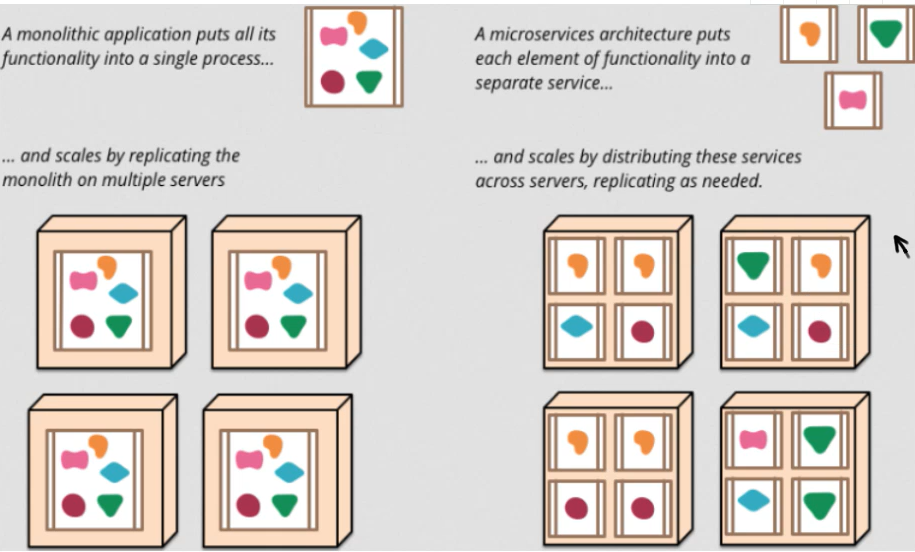 A monolithic application puts all its
functionality into a single process...
... and scales by replicating the
monolith on multiple servers
A microservices architecture puts
each element of functionality into a
separate service...
... and scales by distributing these services
across servers, replicating as needed.